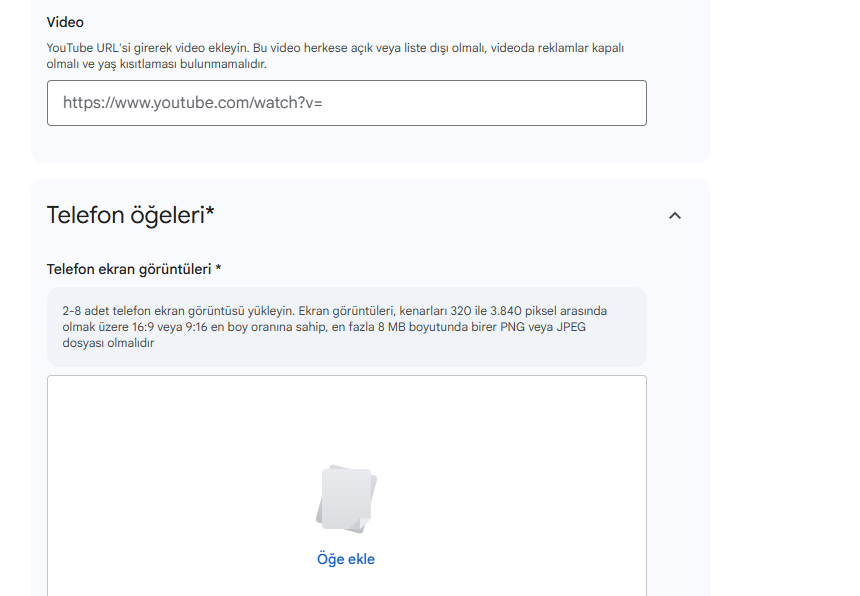 Video
YouTube URL'si girerek video ekleyin. Bu video herkese açık veya liste dışı olmalı, videoda reklamlar kapalı
olmalı ve yaş kısıtlaması bulunmamalıdır.
https://www.youtube.com/watch?v=
Telefon öğeleri*
Telefon ekran görüntüleri *
2-8 adet telefon ekran görüntüsü yükleyin. Ekran görüntüleri, kenarları 320 ile 3.840 piksel arasında
olmak üzere 16:9 veya 9:16 en boy oranına sahip, en fazla 8 MB boyutunda birer PNG veya JPEG
dosyası olmalıdır
Öğe ekle